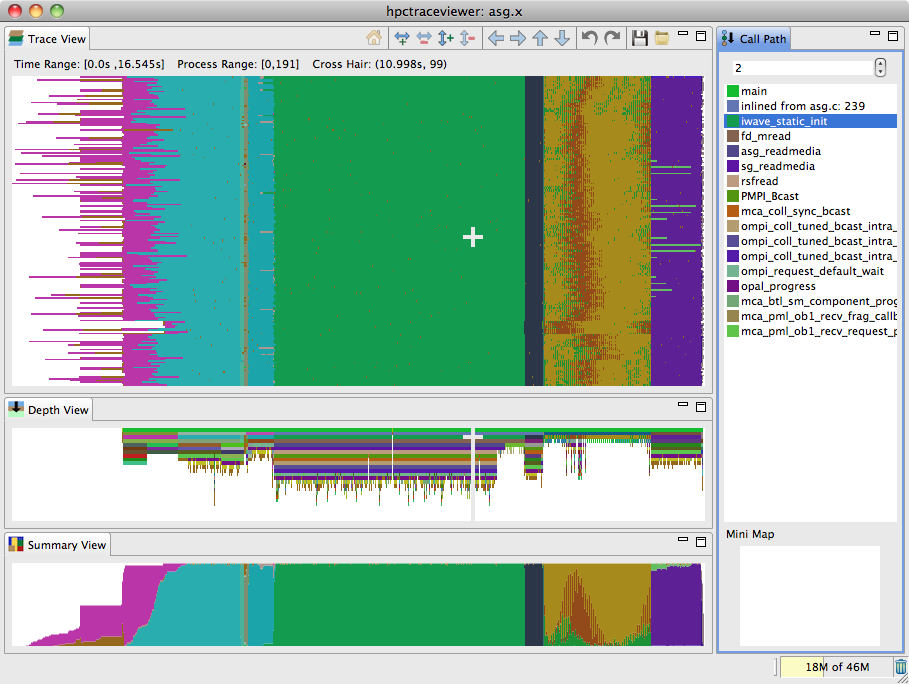 hpctraceviewer: asg.x
Trace View
Time Range: [0.0s ,16.545s] Process Range: [0,191] Cross Hair: (10.998s, 99)
Depth View
Summary View
Call Path
2
main
inlined from asg.c: 239
iwave_static_init
fd_mread
asg_readmedia
sg_readmedia
rsfread
PMPI_Bcast
mca_coll_sync_bcast
ompi_coll_tuned_bcast_intra_
ompi_coll_tuned_bcast_intra_
ompi_coll_tuned_bcast_intra_
ompi_request_default_wait
opal_progress
mca_btl_sm_component_prog
mca_pml_ob1_recv_frag_callb
mca_pml_ob1_recv_request_p
Mini Map
18M of 46M